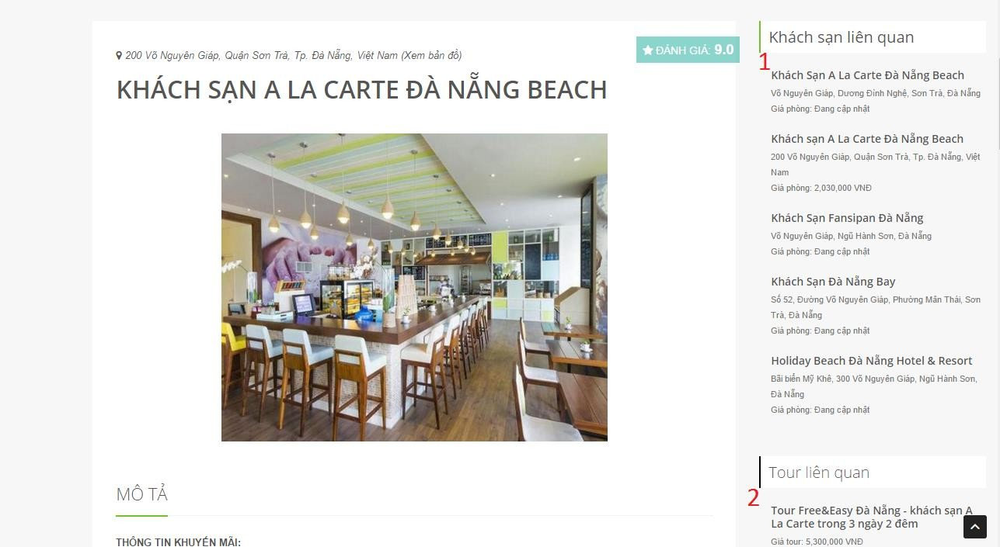 200 Võ Nguyên Giáp, Quận Sơn Trà, Tp. Đà Nẵng, Việt Nam (Xem bản đồ)
ĐÁNH GIÁ: 9.0
KHÁCH SẠN A LA CARTE ĐÀ NẴNG BEACH
MÔ TẢ
THÔNG TIN KHUYẾN MÃI:
Khách sạn liên quan
1
Khách Sạn A La Carte Đà Nẵng Beach
Võ Nguyên Giáp, Dương Đình Nghệ, Sơn Trà, Đà Nẵng
Giá phòng: Đang cập nhật
Khách sạn A La Carte Đà Nẵng Beach
200 Võ Nguyên Giáp, Quận Sơn Trà, Tp. Đà Nẵng, Việt
Nam
Giá phòng: 2,030,000 VNĐ
Khách Sạn Fansipan Đà Nẵng
Võ Nguyên Giáp, Ngũ Hành Sơn, Đà Nẵng
Giá phòng: Đang cập nhật
Khách Sạn Đà Nẵng Bay
Số 52, Đường Võ Nguyên Giáp, Phường Mân Thái, Sơn
Trà, Đà Nẵng
Giá phòng: Đang cập nhật
Holiday Beach Đà Nẵng Hotel & Resort
Bãi biển Mỹ Khê, 300 Võ Nguyên Giáp, Ngũ Hành Sơn,
Đà Nẵng
Giá phòng: Đang cập nhật
Tour liên quan
2
Tour Free&Easy Đà Nẵng - khách sạn A
La Carte trong 3 ngày 2 đêm
Giá tour: 5,300,000 VNĐ